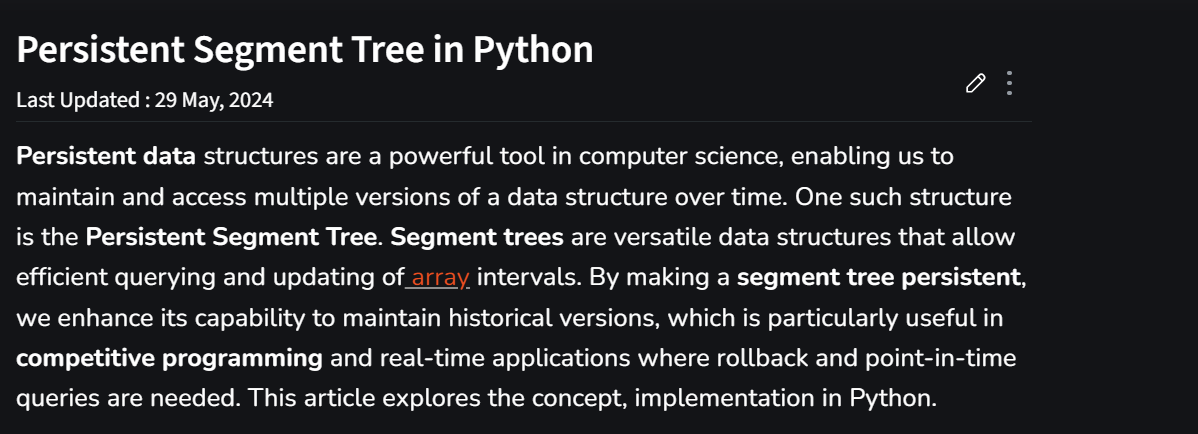 Persistent Segment Tree in Python
Last Updated : 29 May, 2024
Persistent data structures are a powerful tool in computer science, enabling us to
maintain and access multiple versions of a data structure over time. One such structure
is the Persistent Segment Tree. Segment trees are versatile data structures that allow
efficient querying and updating of array intervals. By making a segment tree persistent,
we enhance its capability to maintain historical versions, which is particularly useful in
competitive programming and real-time applications where rollback and point-in-time
queries are needed. This article explores the concept, implementation in Python.